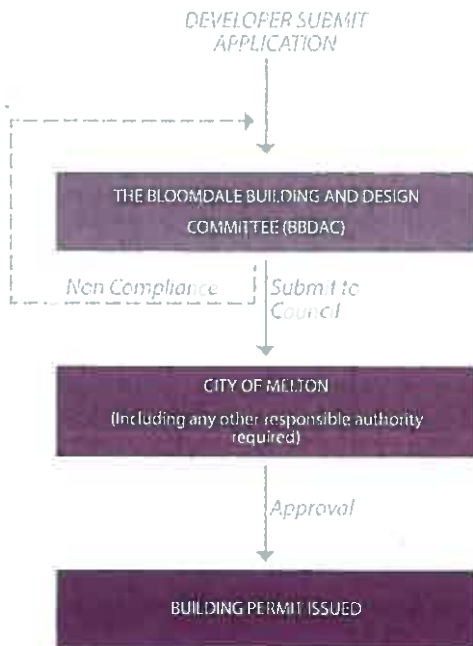 DEVELOPER SUBMIT
APPLICATION
THE BLOOMDALE BUILDING AND DESIGN
COMMITTEE (BBDAC)
Non Compliance
Submit to
Council
CITY OF MELTON
(Including any other responsible authority
required)
Approval
BUILDING PERMIT ISSUED